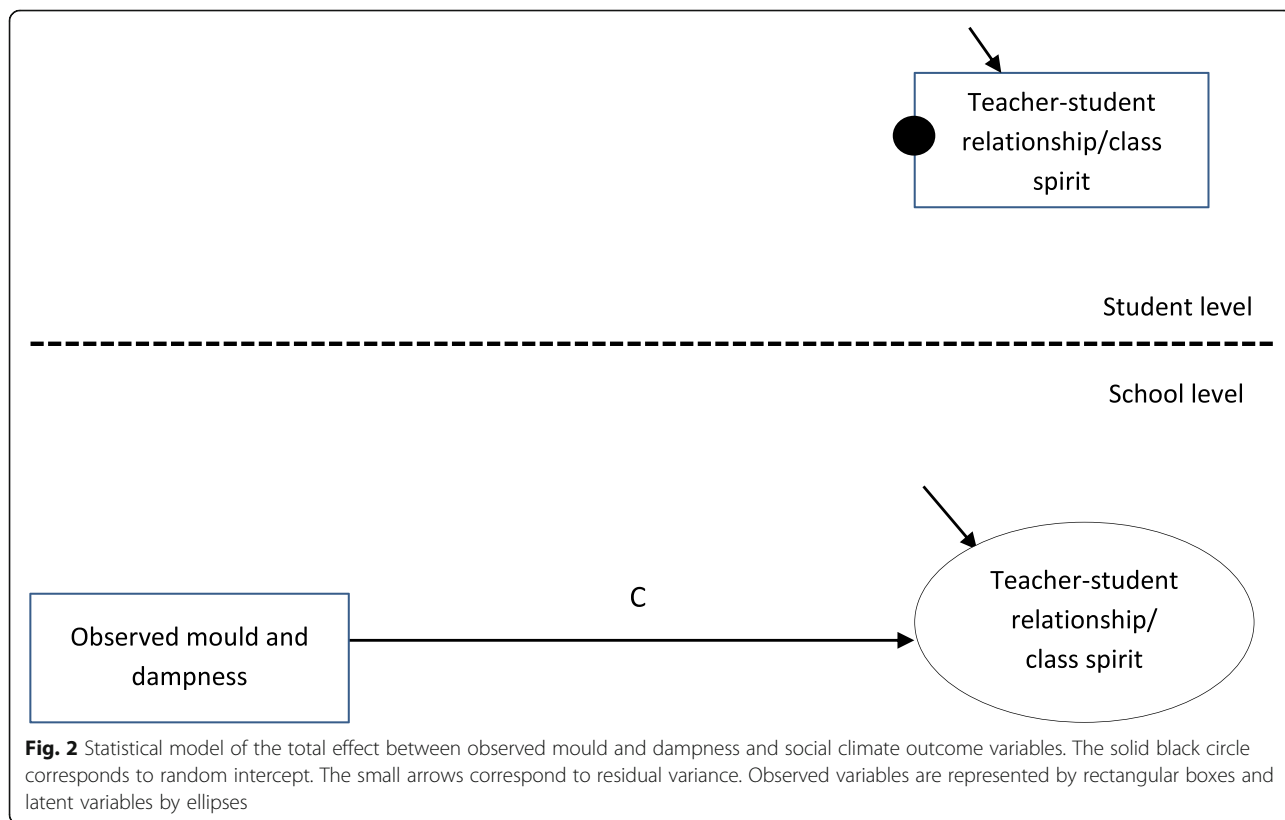 Teacher-student
relationship/class
spirit
Student level
School level
C
Observed mould and
dampness
Teacher-student
relationship/
class spirit
Fig. 2 Statistical model of the total effect between observed mould and dampness and social climate outcome variables. The solid black circle
corresponds to random intercept. The small arrows correspond to residual variance. Observed variables are represented by rectangular boxes and
latent variables by ellipses